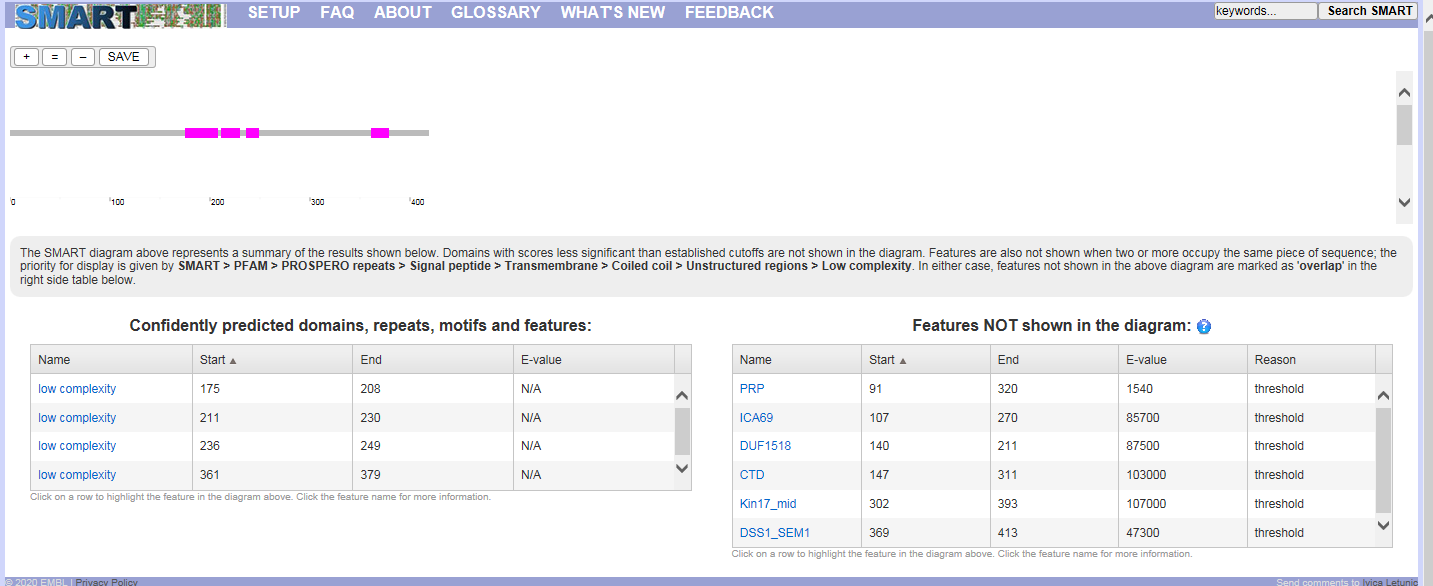 SMART SETUP FAQ ABOUT GLOSSARY WHAT'S NEW FEEDBACK keywords... Search SMART
+ = – SAVE
0 100 200 300 400
The SMART diagram above represents a summary of the results shown below. Domains with scores less significant than established cutoffs are not shown in the diagram. Features are also not shown when two or more occupy the same piece of sequence; the
priority for display is given by SMART > PFAM > PROSPERO repeats > Signal peptide > Transmembrane > Coiled coil > Unstructured regions > Low complexity. In either case, features not shown in the above diagram are marked as 'overlap' in the
right side table below.
Confidently predicted domains, repeats, motifs and features:
Name Start ▲ End E-value
low complexity 175 208 N/A
low complexity 211 230 N/A
low complexity 236 249 N/A
low complexity 361 379 N/A
Click on a row to highlight the feature in the diagram above. Click the feature name for more information.
Features NOT shown in the diagram: ?
Name Start ▲ End E-value Reason
PRP 91 320 1540 threshold
ICA69 107 270 85700 threshold
DUF1518 140 211 87500 threshold
CTD 147 311 103000 threshold
Kin17_mid 302 393 107000 threshold
DSS1_SEM1 369 413 47300 threshold
Click on a row to highlight the feature in the diagram above. Click the feature name for more information.
© 2020 EMBL | Privacy Policy Send comments to Ivica Letunic